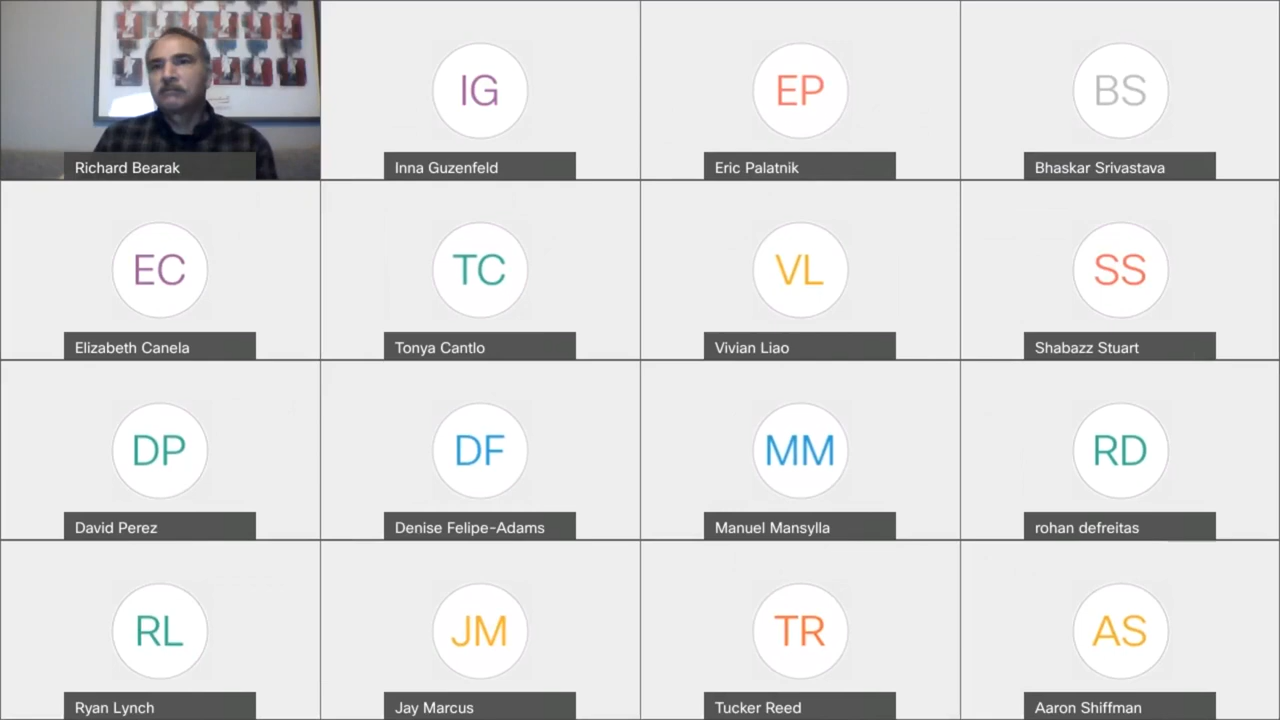 Richard Bearak
IG
Inna Guzenfeld
EP
Eric Palatnik
BS
Bhaskar Srivastava
EC
Elizabeth Canela
TC
Tonya Cantlo
VL
Vivian Liao
SS
Shabazz Stuart
DP
David Perez
DF
Denise Felipe-Adams
MM
Manuel Mansylla
RD
rohan defreitas
RL
Ryan Lynch
JM
Jay Marcus
TR
Tucker Reed
AS
Aaron Shiffman